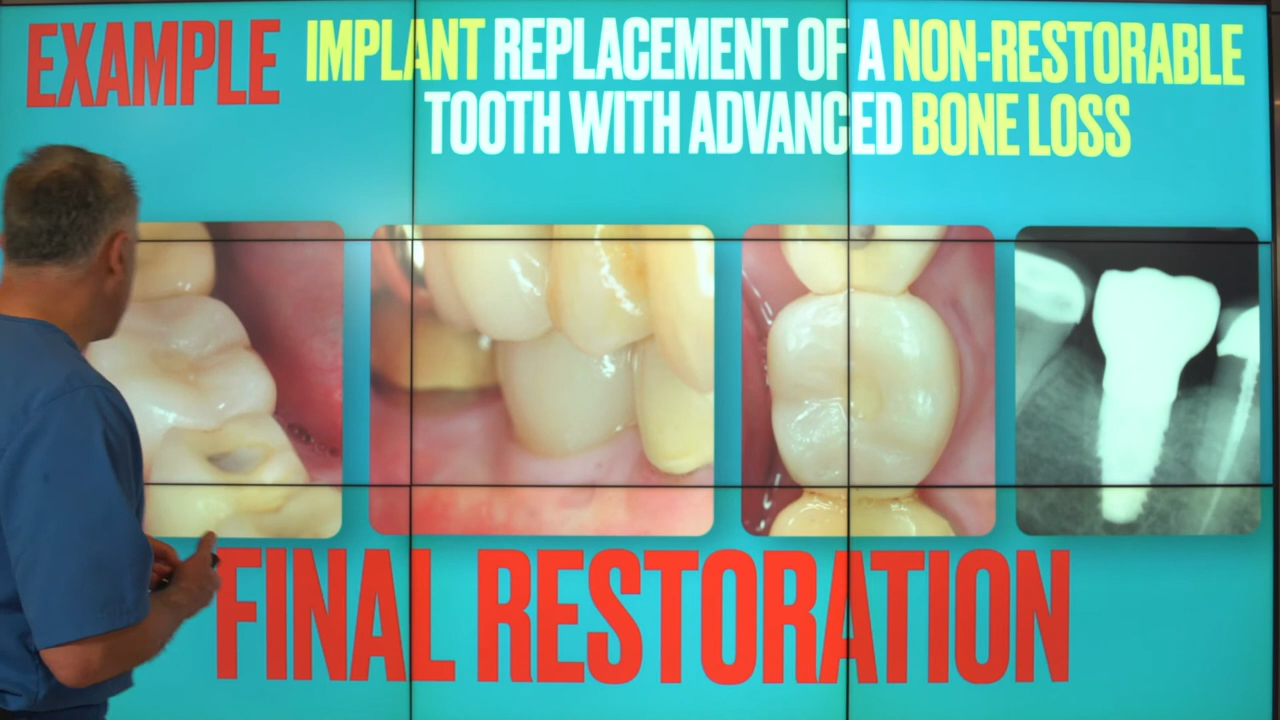 EXAMPLE IMPLANT REPLACEMENT OF A NON-RESTORABLE
TOOTH WITH ADVANCED BONE LOSS
FINAL RESTORATION